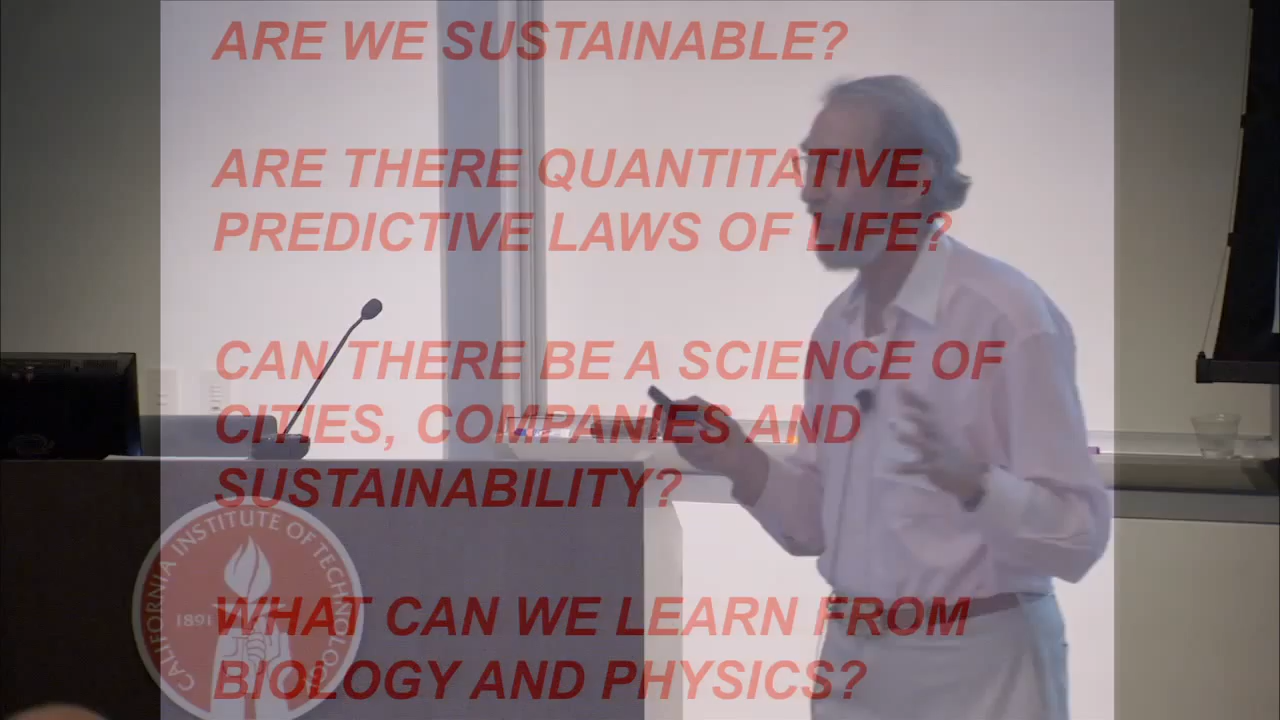 ARE WE SUSTAINABLE?
ARE THERE QUANTITATIVE,
PREDICTIVE LAWS OF LIFE?
CAN THERE BE A SCIENCE OF
CITIES, COMPANIES AND
SUSTAINABILITY?
CALIFORNIA INSTITUTE OF TECHNOLOGY
1891
WHAT CAN WE LEARN FROM
BIOLOGY AND PHYSICS?